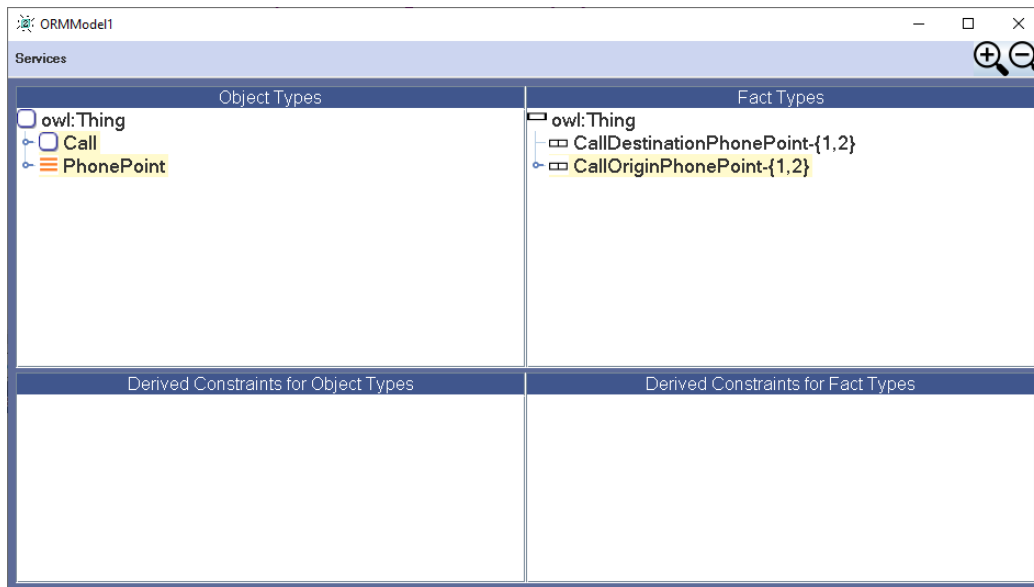 ORMModel1
Services
Object Types
owl:Thing
Call
PhonePoint
Fact Types
owl:Thing
CallDestinationPhonePoint-{1,2}
CallOriginPhonePoint-{1,2}
Derived Constraints for Object Types
Derived Constraints for Fact Types